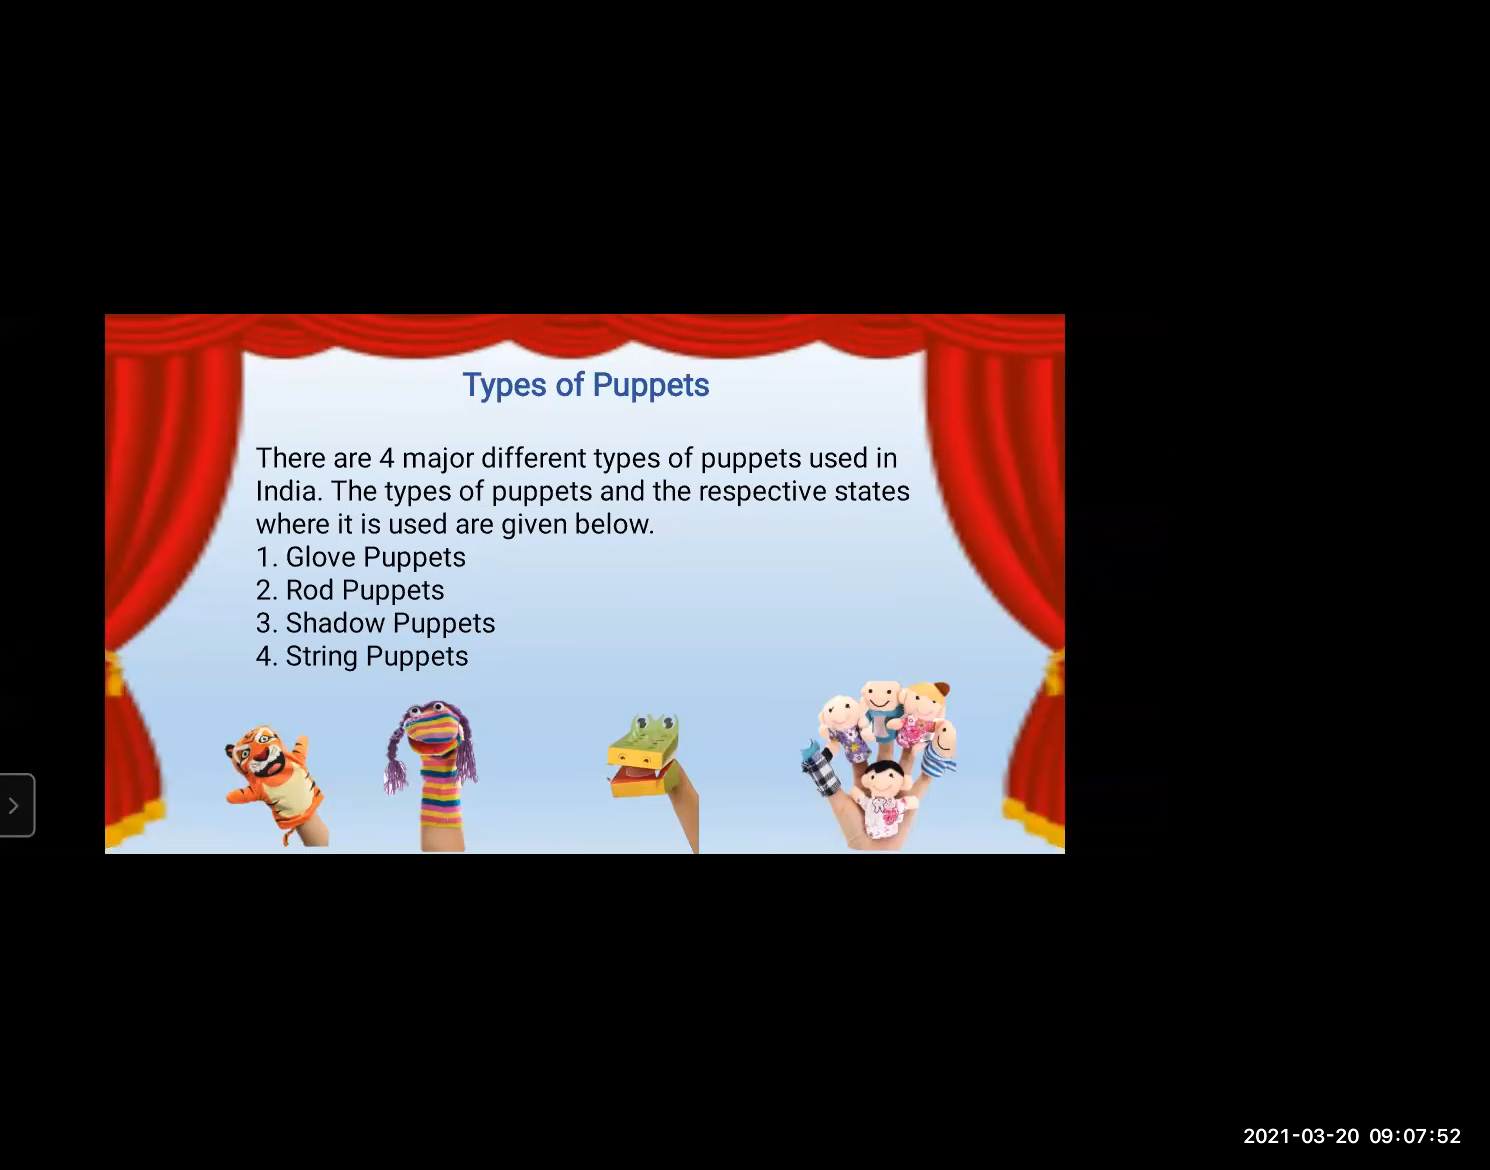 Types of Puppets
There are 4 major different types of puppets used in
India. The types of puppets and the respective states
where it is used are given below.
1. Glove Puppets
2. Rod Puppets
3. Shadow Puppets
4. String Puppets
2021-03-20 09:07:52